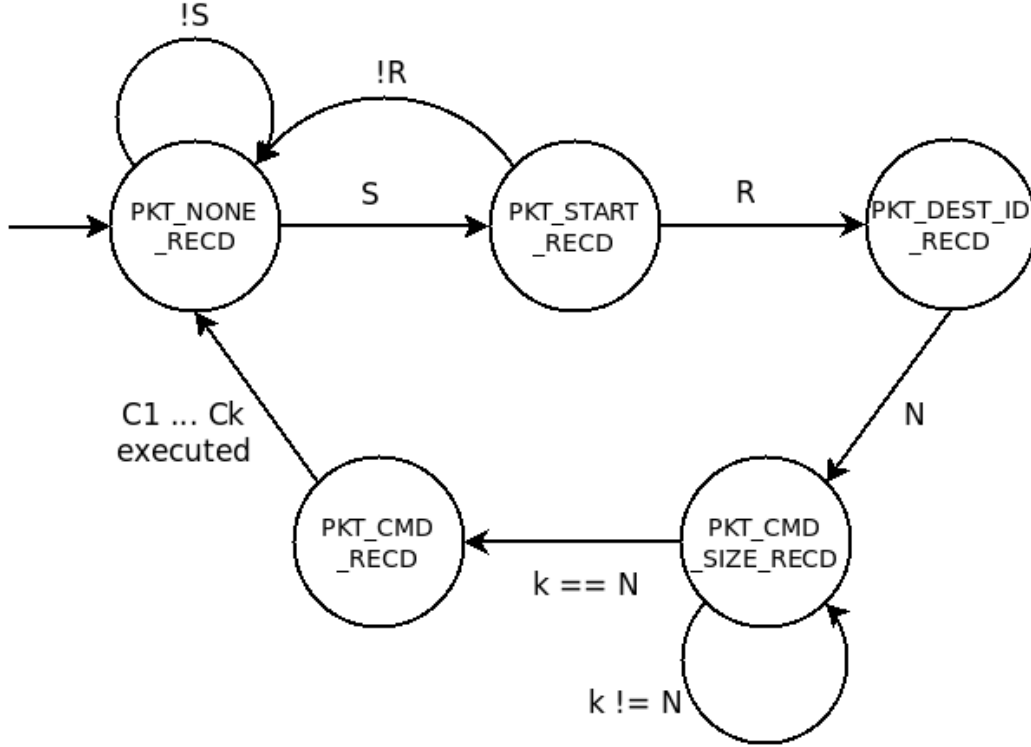 !S
!R
S
R
PKT_NONE
_RECD
PKT_START
_RECD
PKT_DEST_ID
_RECD
C1 ... Ck
executed
N
PKT_CMD
_RECD
PKT_CMD
_SIZE_RECD
k == N
k != N